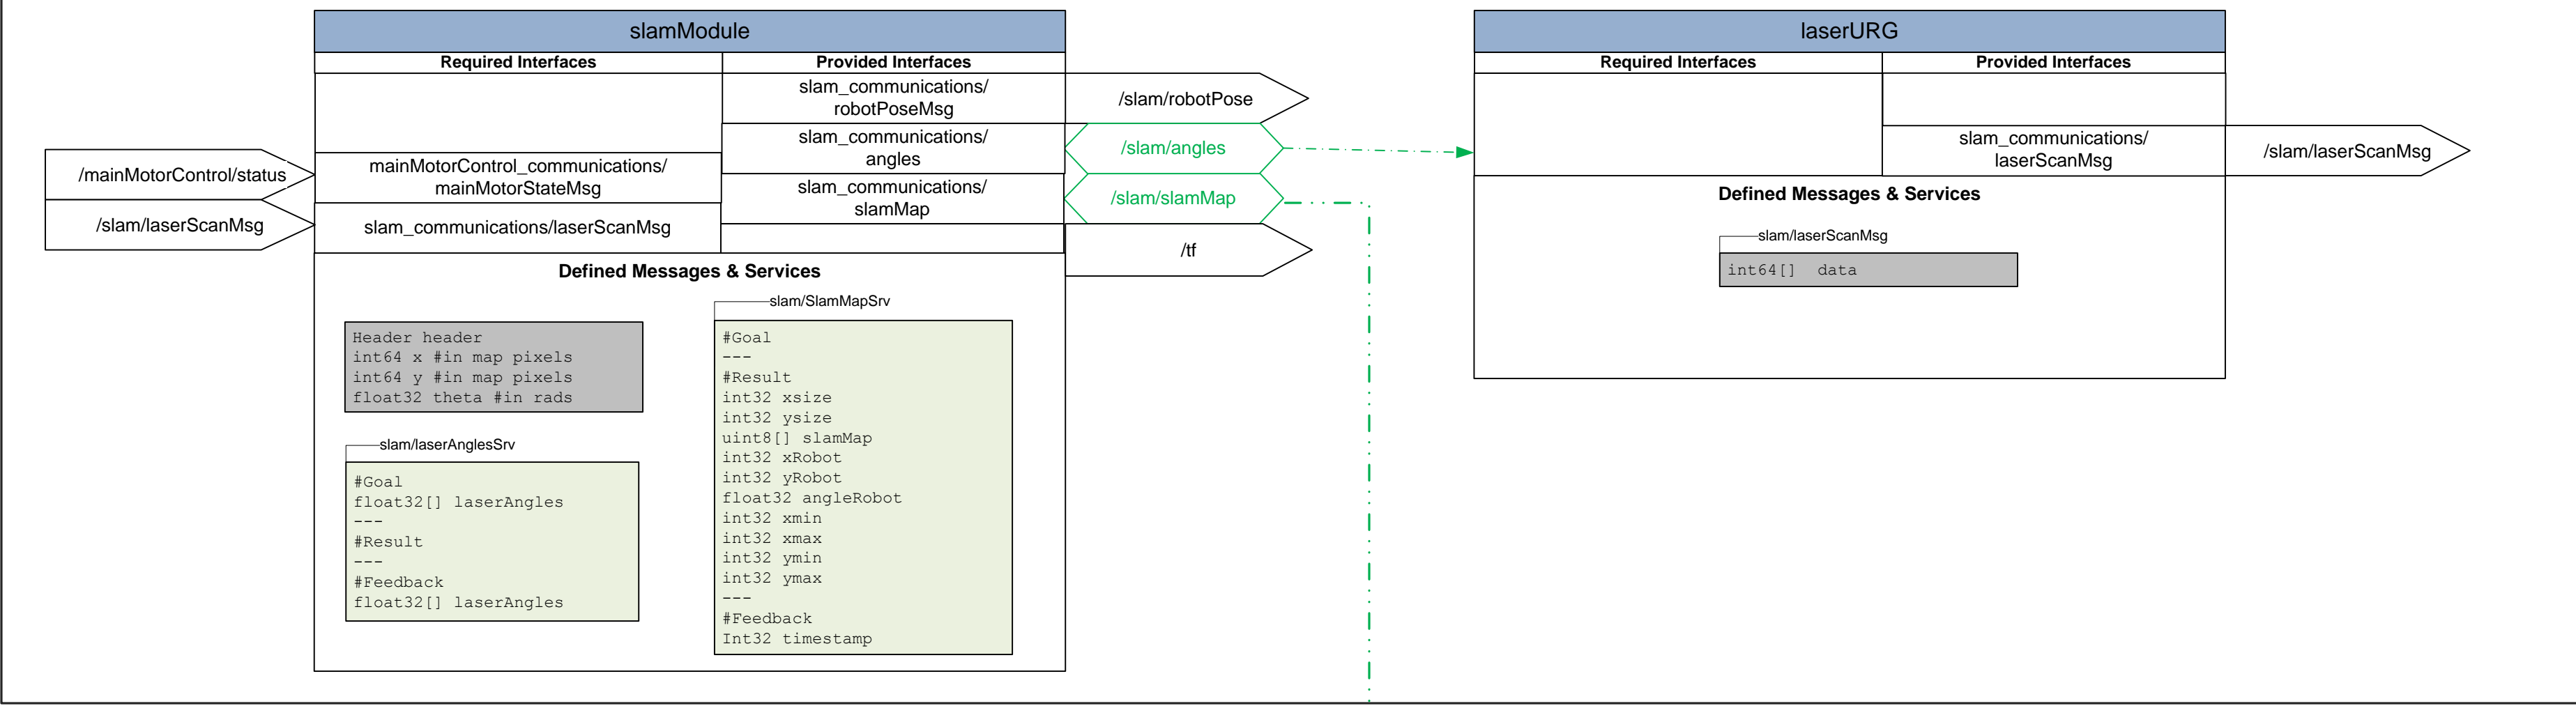 slamModule
Required Interfaces
Provided Interfaces
slam_communications/
robotPoseMsg
/slam/robotPose
slam_communications/
angles
/slam/angles
/mainMotorControl/status
mainMotorControl_communications/
mainMotorStateMsg
slam_communications/
slamMap
/slam/slamMap
/slam/laserScanMsg
slam_communications/laserScanMsg
/tf
Defined Messages & Services
Header header
int64 x #in map pixels
int64 y #in map pixels
float32 theta #in rads
slam/laserAnglesSrv
#Goal
float32[] laserAngles
---
#Result
---
#Feedback
float32[] laserAngles
slam/SlamMapSrv
#Goal
---
#Result
int32 xsize
int32 ysize
uint8[] slamMap
int32 xRobot
int32 yRobot
float32 angleRobot
int32 xmin
int32 xmax
int32 ymin
int32 ymax
---
#Feedback
Int32 timestamp
laserURG
Required Interfaces
Provided Interfaces
slam_communications/
laserScanMsg
/slam/laserScanMsg
Defined Messages & Services
slam/laserScanMsg
int64[]  data